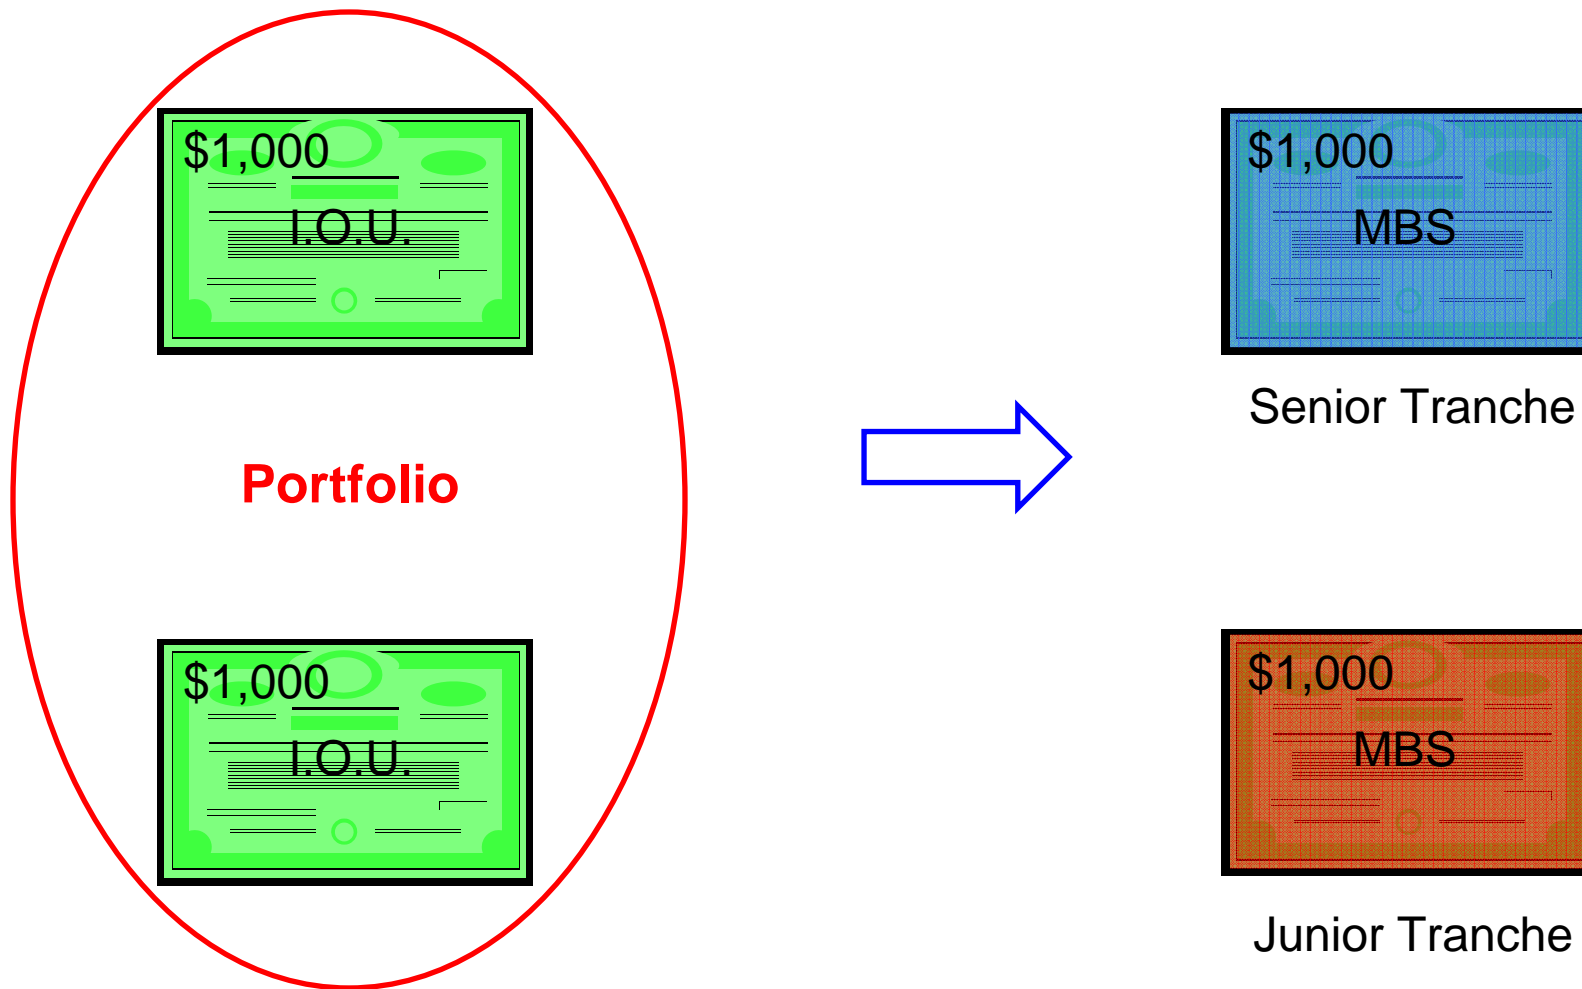 $1,000
I.O.U.
Portfolio
$1,000
I.O.U.
$1,000
MBS
Senior Tranche
$1,000
MBS
Junior Tranche